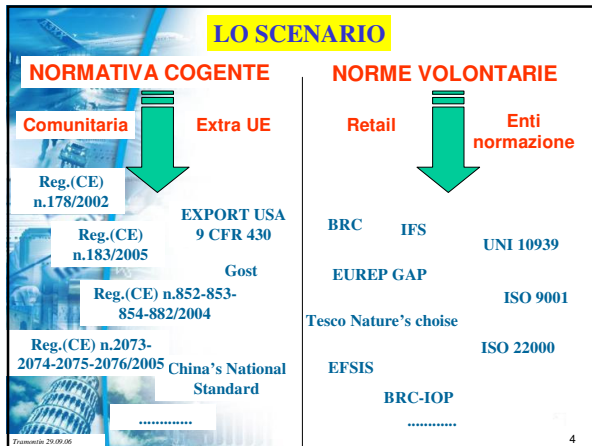 LO SCENARIO
NORMATIVA COGENTE
Comunitaria
Extra UE
Reg.(CE)
n.178/2002
EXPORT USA
9 CFR 430
Reg.(CE)
n.183/2005
Gost
Reg.(CE) n.852-853-
854-882/2004
Reg.(CE) n.2073-
2074-2075-2076/2005
China's National
Standard
.............
NORME VOLONTARIE
Retail
Enti
normazione
BRC
IFS
UNI 10939
EUREP GAP
ISO 9001
Tesco Nature's choise
ISO 22000
EFSIS
BRC-IOP
............
Tramontin 29.09.06
4